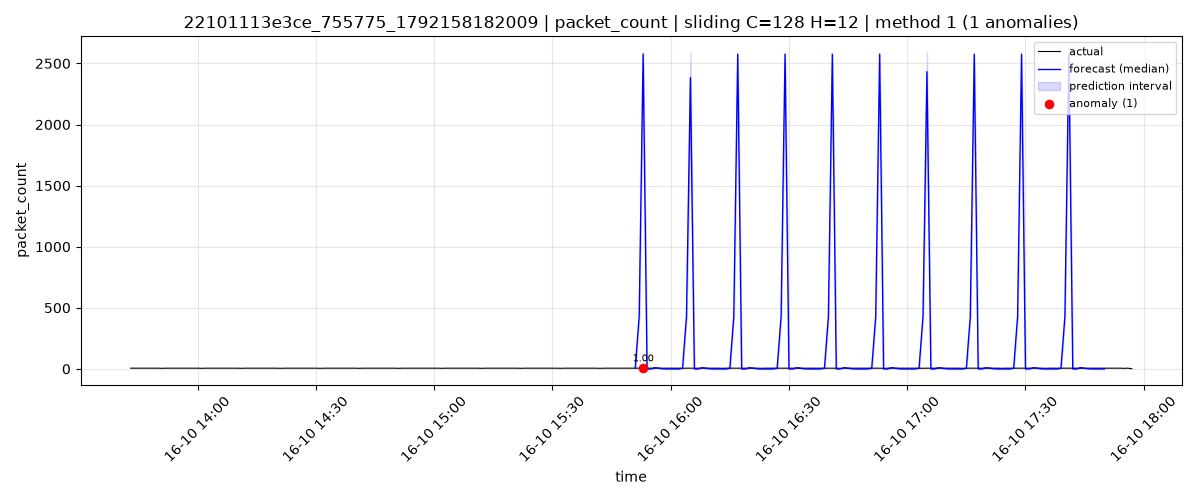 22101113e3ce_755775_1792158182009 | packet_count | sliding C=128 H=12 | method 1 (1 anomalies)
actual
forecast (median)
prediction interval
anomaly (1)
packet_count
2500
2000
1500
1000
500
0
1.00
16-10 14:00
16-10 14:30
16-10 15:00
16-10 15:30
16-10 16:00
16-10 16:30
16-10 17:00
16-10 17:30
16-10 18:00
time